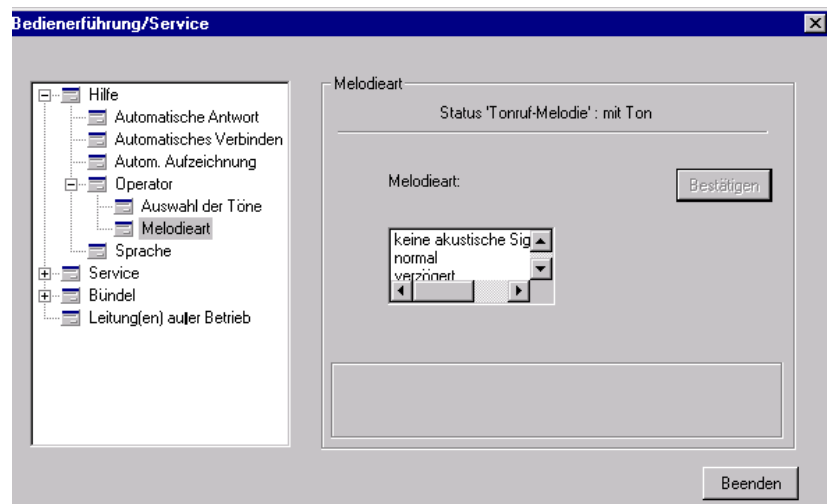 Bedienerführung/Service
Hilfe
Automatische Antwort
Automatisches Verbinden
Autom. Aufzeichnung
Operator
Auswahl der Töne
Melodieart
Sprache
Service
Bündel
Leitung(en) außer Betrieb
Melodieart
Status 'Tonruf-Melodie' : mit Ton
Melodieart:
Bestätigen
keine akustische Sig
normal
verzögert
Beenden